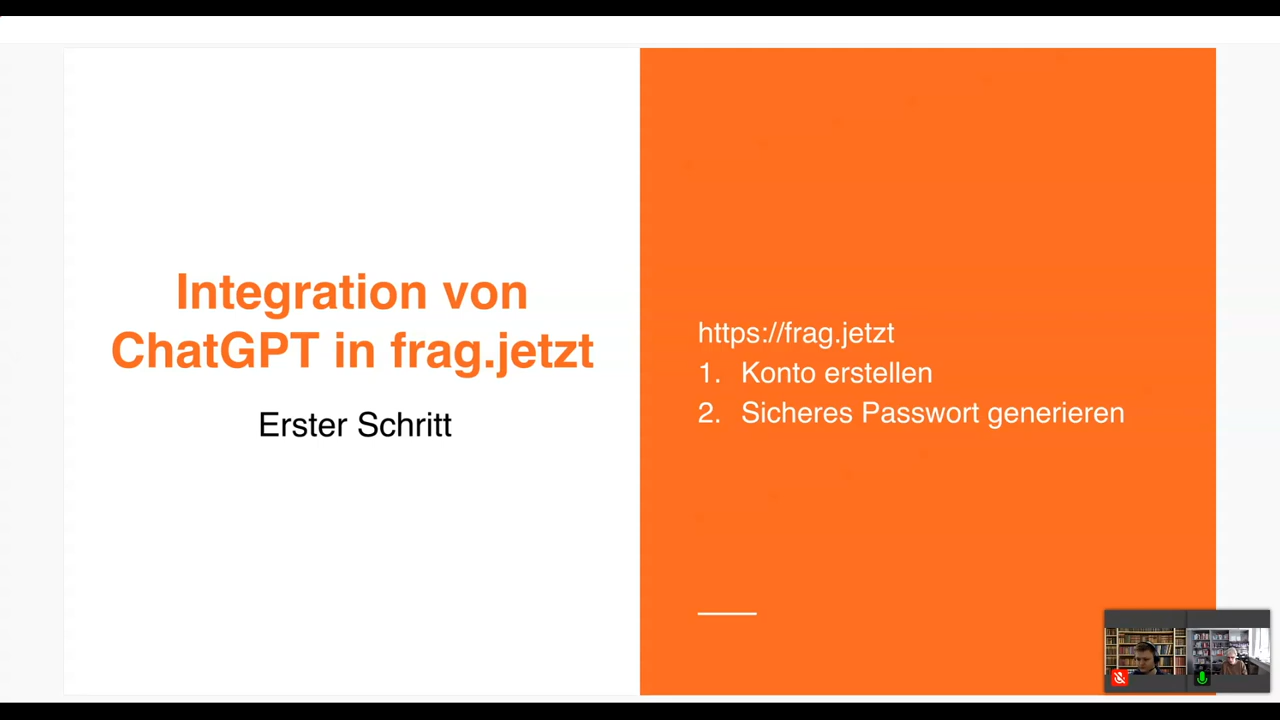 Integration von
ChatGPT in frag.jetzt
Erster Schritt
https://frag.jetzt
1. Konto erstellen
2. Sicheres Passwort generieren